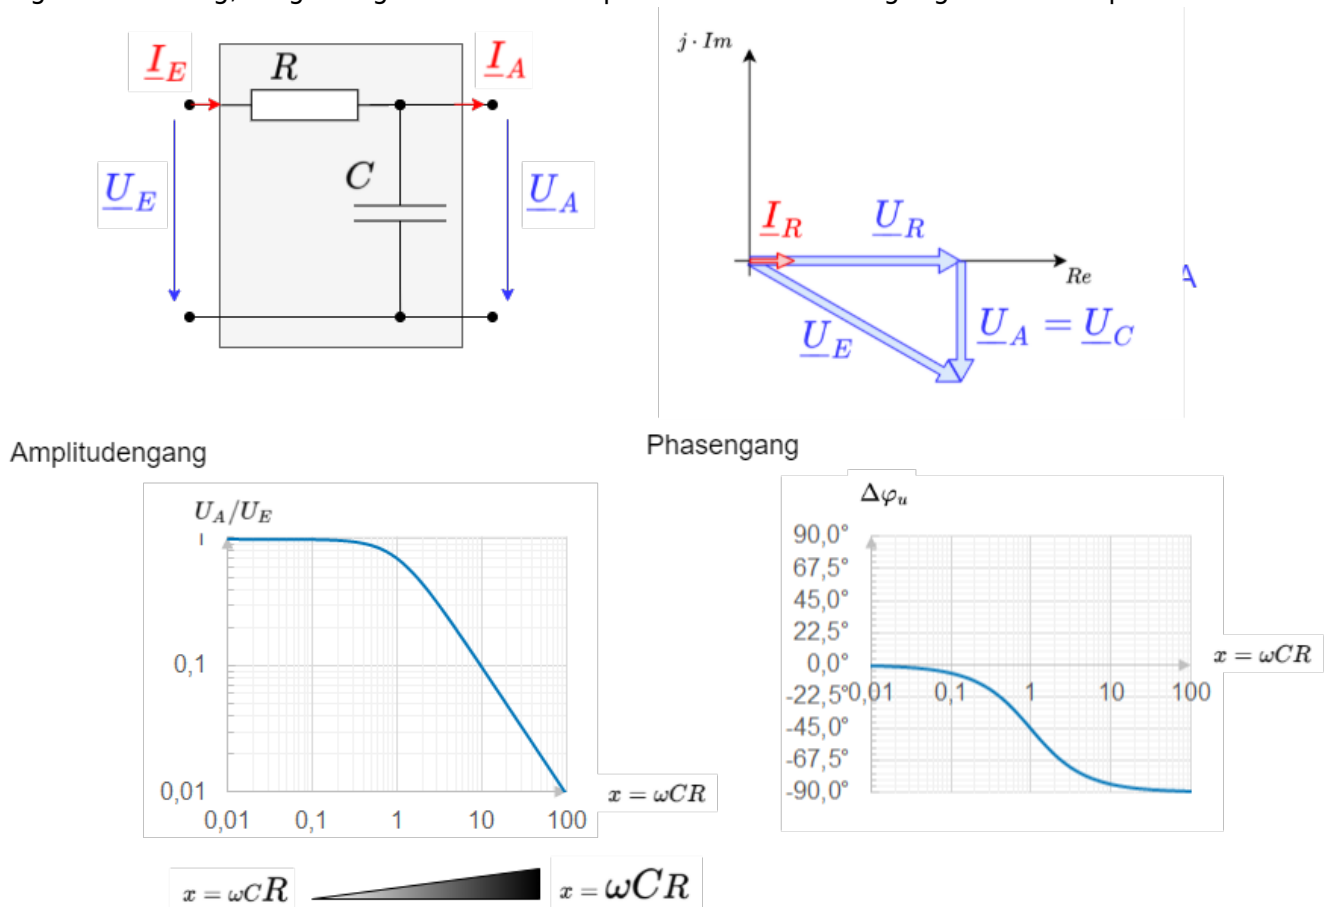 I_E
R
I_A
C
U_E
U_A
j · Im
I_R
U_R
Re
U_E
U_A = U_C
A
Amplitudengang
Phasengang
U_A/U_E
1
0,1
0,01
0,01 0,1 1 10 100
x = ωCR
Δφ_u
90,0°
67,5°
45,0°
22,5°
0,0°
-22,5°
-45,0°
-67,5°
-90,0°
0,01 0,1 1 10 100
x = ωCR
x = ωCR
x = ωCR